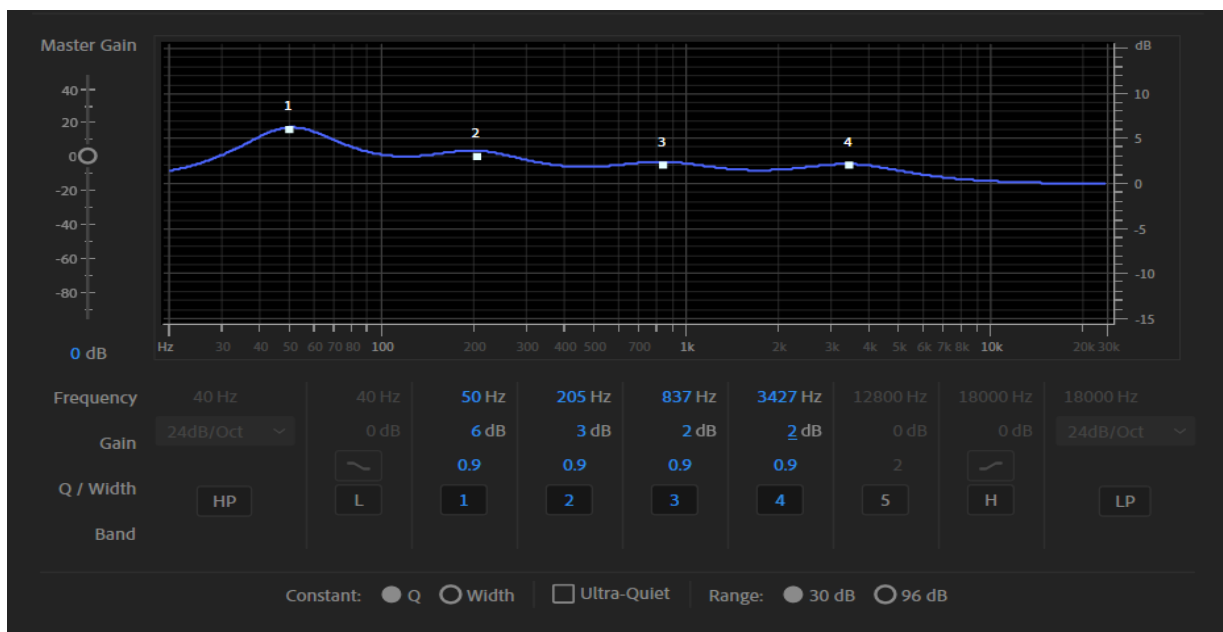 Master Gain
dB
40
20
0
-20
-40
-60
-80
0 dB
1
2
3
4
10
5
0
-5
-10
-15
Hz 30 40 50 60 70 80 100 200 300 400 500 700 1k 2k 3k 4k 5k 6k 7k 8k 10k 20k 30k
Frequency 40 Hz 40 Hz 50 Hz 205 Hz 837 Hz 3427 Hz 12800 Hz 18000 Hz 18000 Hz
Gain 24dB/Oct 0 dB 6 dB 3 dB 2 dB 2 dB 0 dB 0 dB 24dB/Oct
Q / Width 0.9 0.9 0.9 0.9 2
Band HP L 1 2 3 4 5 H LP
Constant: Q Width Ultra-Quiet Range: 30 dB 96 dB